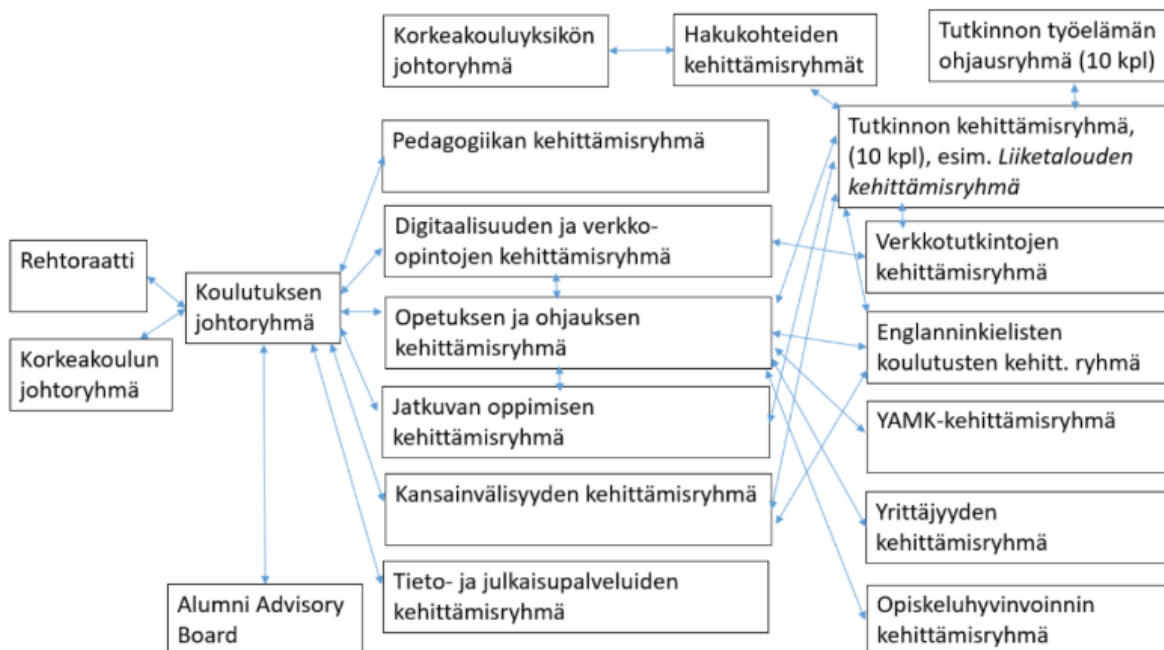 Korkeakouluyksikön
johtoryhmä
Hakukohteiden
kehittämisryhmät
Tutkinnon työelämän
ohjausryhmä (10 kpl)
Pedagogiikan kehittämisryhmä
Tutkinnon kehittämisryhmä,
(10 kpl), esim. Liiketalouden
kehittämisryhmä
Digitaalisuuden ja verkko-
opintojen kehittämisryhmä
Verkkotutkintojen
kehittämisryhmä
Rehtoraatti
Koulutuksen
johtoryhmä
Opetuksen ja ohjauksen
kehittämisryhmä
Englanninkielisten
koulutusten kehitt. ryhmä
Korkeakoulun
johtoryhmä
Jatkuvan oppimisen
kehittämisryhmä
YAMK-kehittämisryhmä
Kansainvälisyyden kehittämisryhmä
Yrittäjyyden
kehittämisryhmä
Tieto- ja julkaisupalveluiden
kehittämisryhmä
Alumni Advisory
Board
Opiskeluhyvinvoinnin
kehittämisryhmä